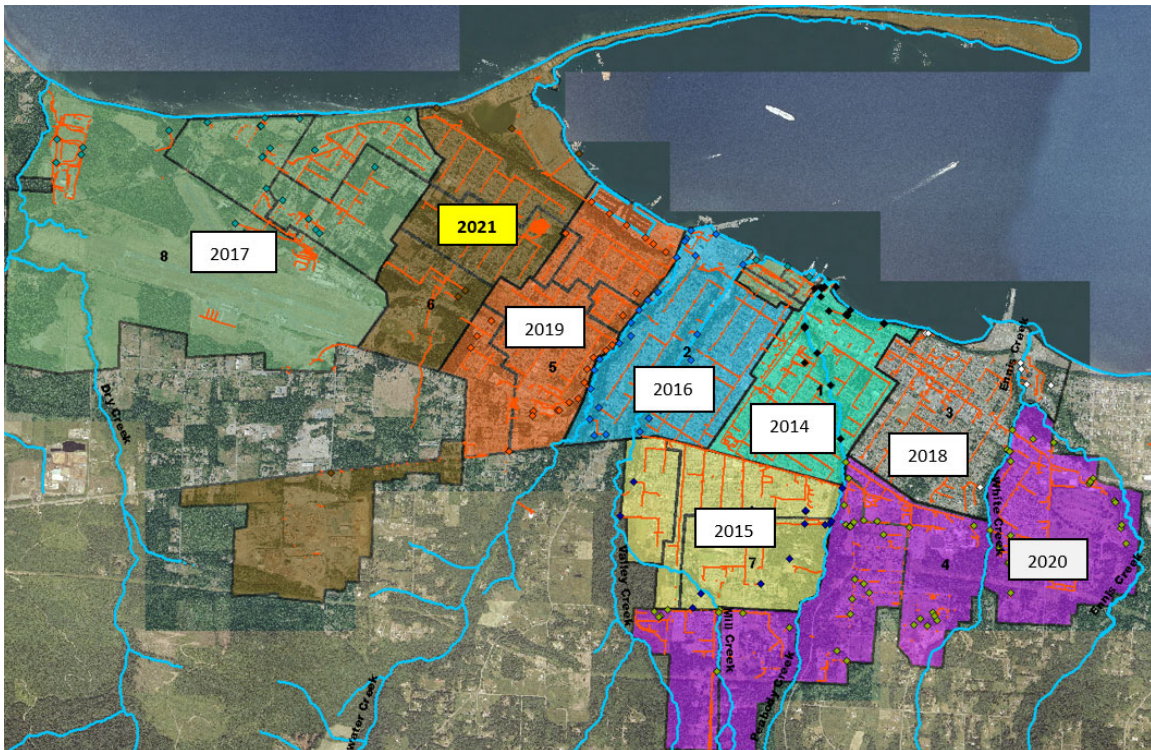 2021
2017
8
6
2019
5
2
2016
1
2014
3
2018
Ennis Creek
Dry Creek
2015
7
Valley Creek
Mill Creek
Peabody Creek
4
White Creek
2020
Ennis Creek
water Creek